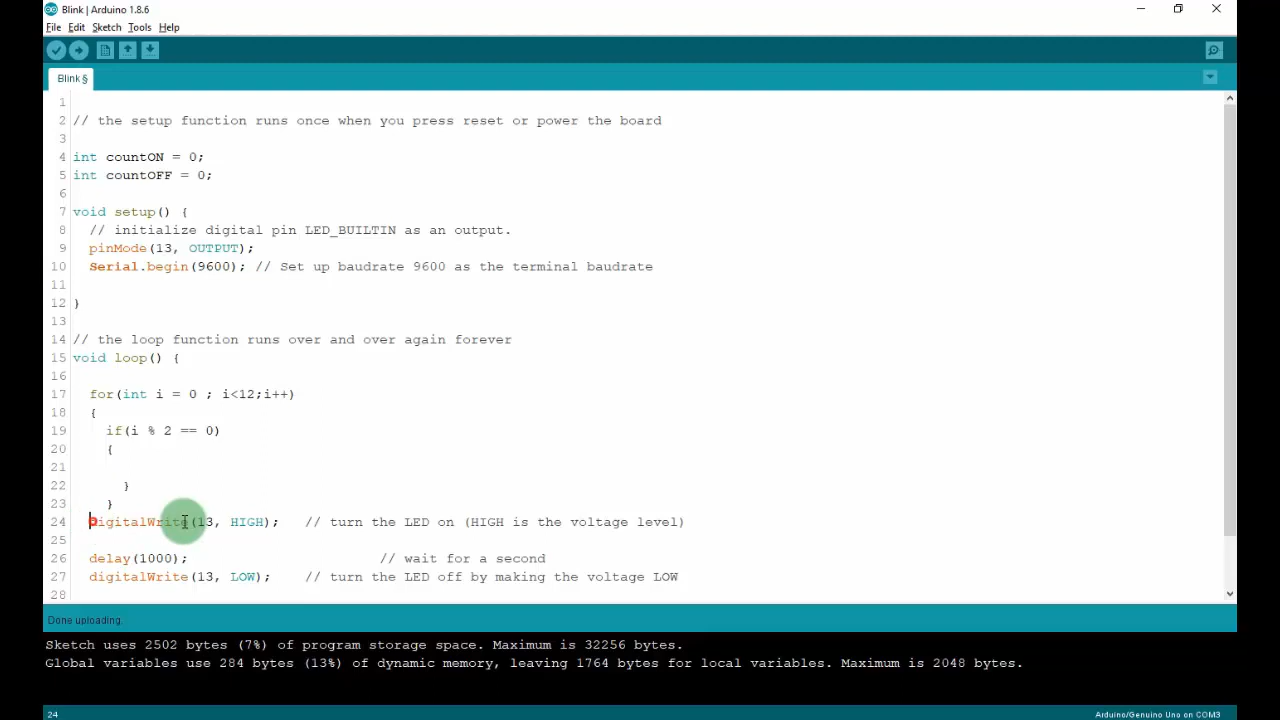 Blink | Arduino 1.8.6
File Edit Sketch Tools Help
Blink §
1
2 // the setup function runs once when you press reset or power the board
3
4 int countON = 0;
5 int countOFF = 0;
6
7 void setup() {
8 // initialize digital pin LED_BUILTIN as an output.
9 pinMode(13, OUTPUT);
10 Serial.begin(9600); // Set up baudrate 9600 as the terminal baudrate
11
12 }
13
14 // the loop function runs over and over again forever
15 void loop() {
16
17 for(int i = 0 ; i<12;i++)
18 {
19 if(i % 2 == 0)
20 {
21
22 }
23 }
24 digitalWrite(13, HIGH); // turn the LED on (HIGH is the voltage level)
25
26 delay(1000); // wait for a second
27 digitalWrite(13, LOW); // turn the LED off by making the voltage LOW
28
Done uploading.
Sketch uses 2502 bytes (7%) of program storage space. Maximum is 32256 bytes.
Global variables use 284 bytes (13%) of dynamic memory, leaving 1764 bytes for local variables. Maximum is 2048 bytes.
24 Arduino/Genuino Uno on COM3